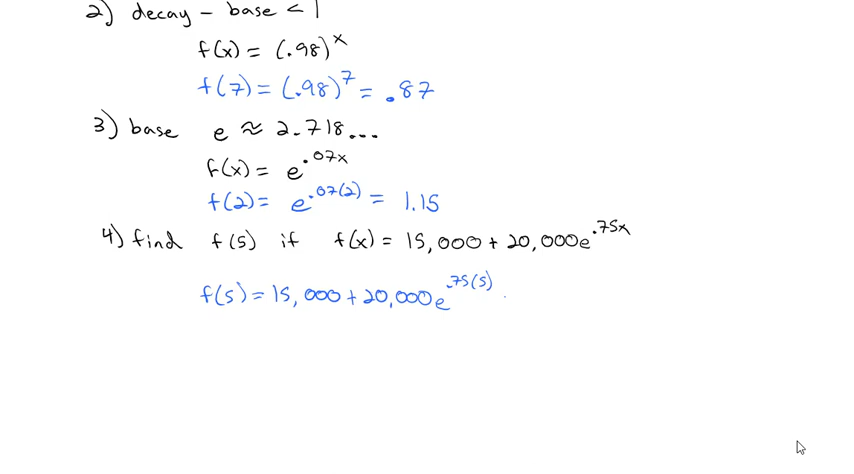 2) decay – base < 1
f(x) = (.98)^x
f(7) = (.98)^7 = .87
3) base e ≈ 2.718...
f(x) = e^.07x
f(2) = e^.07(2) = 1.15
4) find f(5) if f(x) = 15,000 + 20,000e^.75x
f(5) = 15,000 + 20,000e^.75(5)